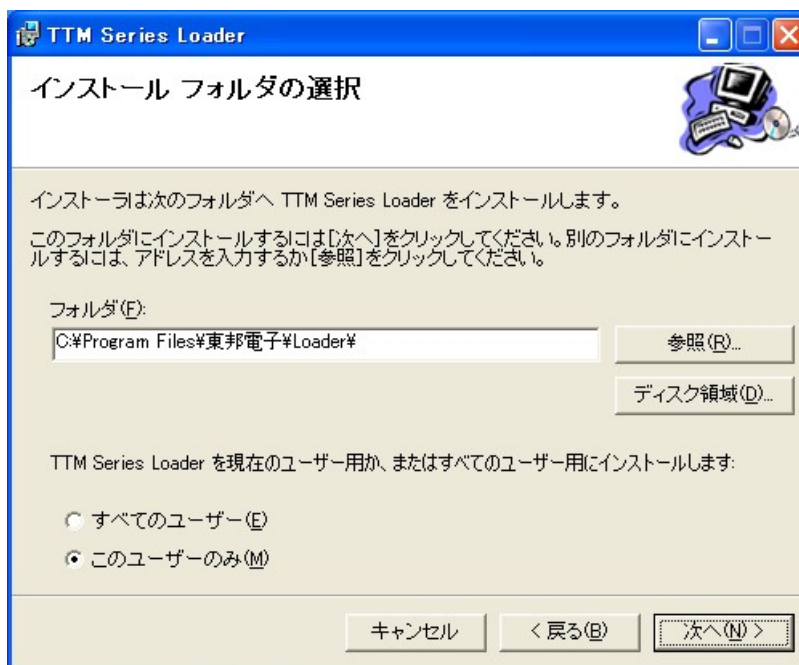 TTM Series Loader
インストール フォルダの選択
インストーラは次のフォルダへ TTM Series Loader をインストールします。
このフォルダにインストールするには[次へ]をクリックしてください。別のフォルダにインストー
ルするには、アドレスを入力するか[参照]をクリックしてください。
フォルダ(F):
C:¥Program Files¥東邦電子¥Loader¥
参照(R)...
ディスク領域(D)...
TTM Series Loader を現在のユーザー用か、またはすべてのユーザー用にインストールします:
すべてのユーザー(E)
このユーザーのみ(M)
キャンセル
< 戻る(B)
次へ(N) >